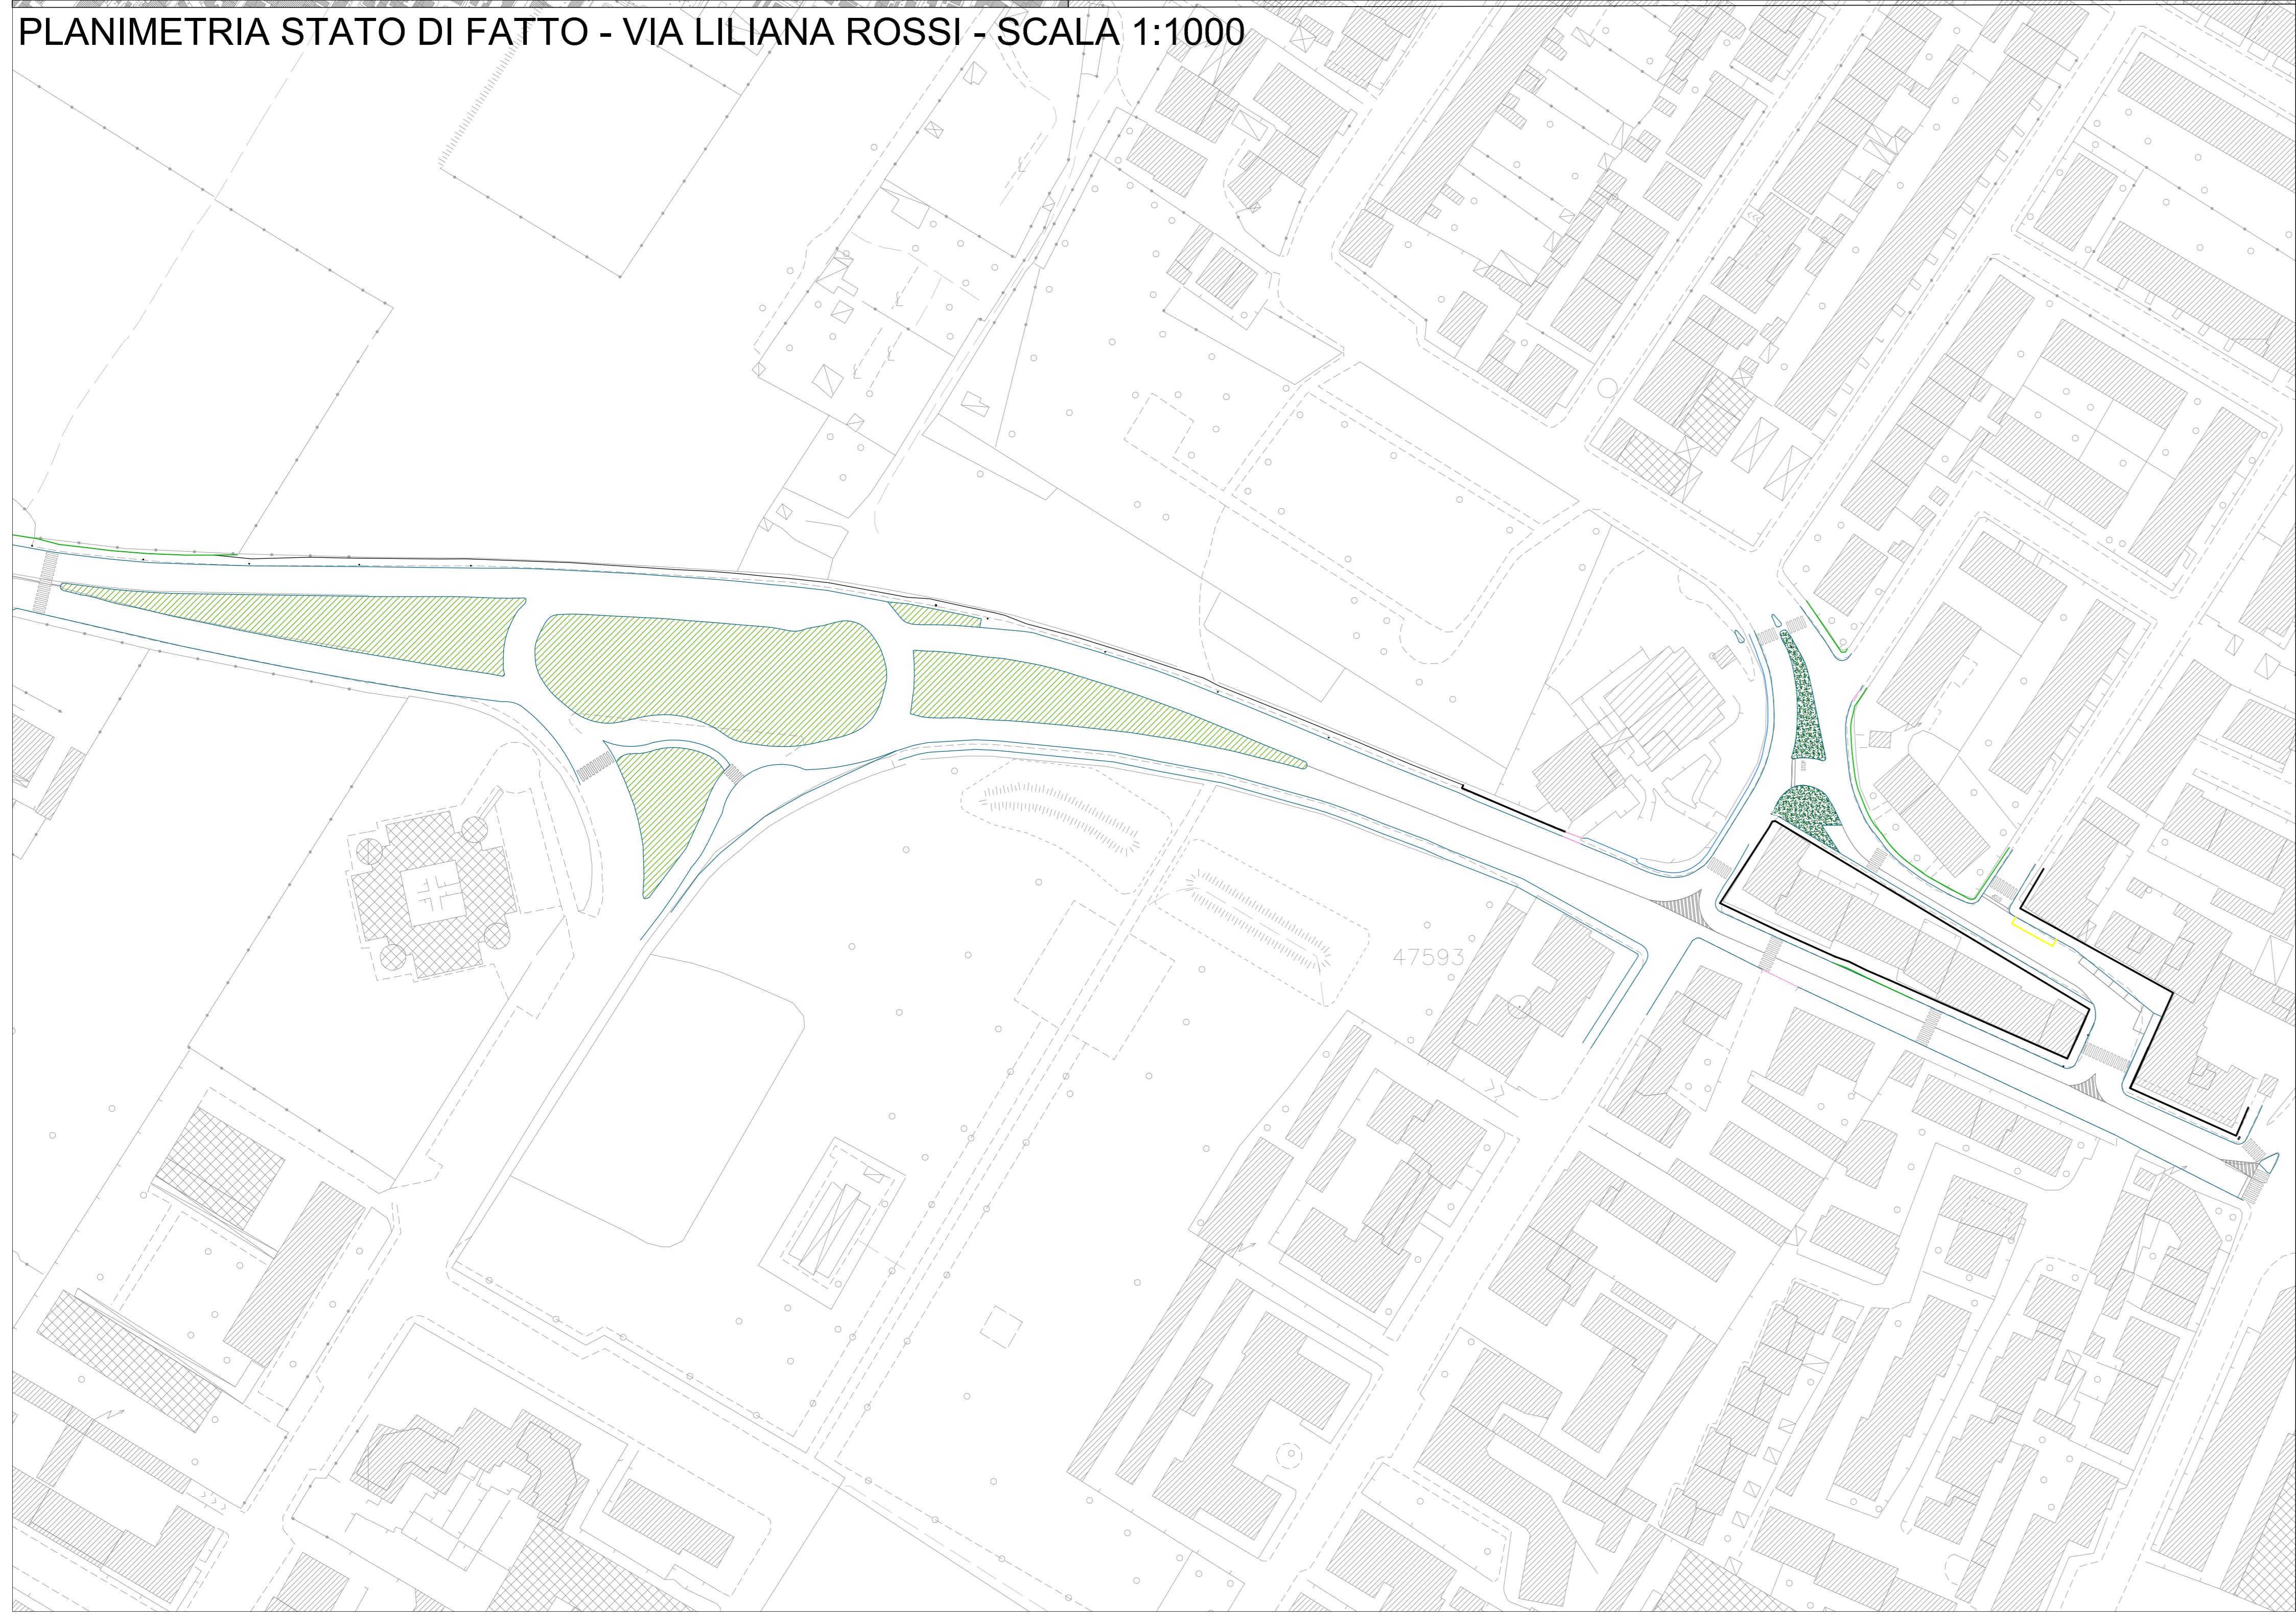 PLANIMETRIA STATO DI FATTO - VIA LILIANA ROSSI - SCALA 1:1000
47593